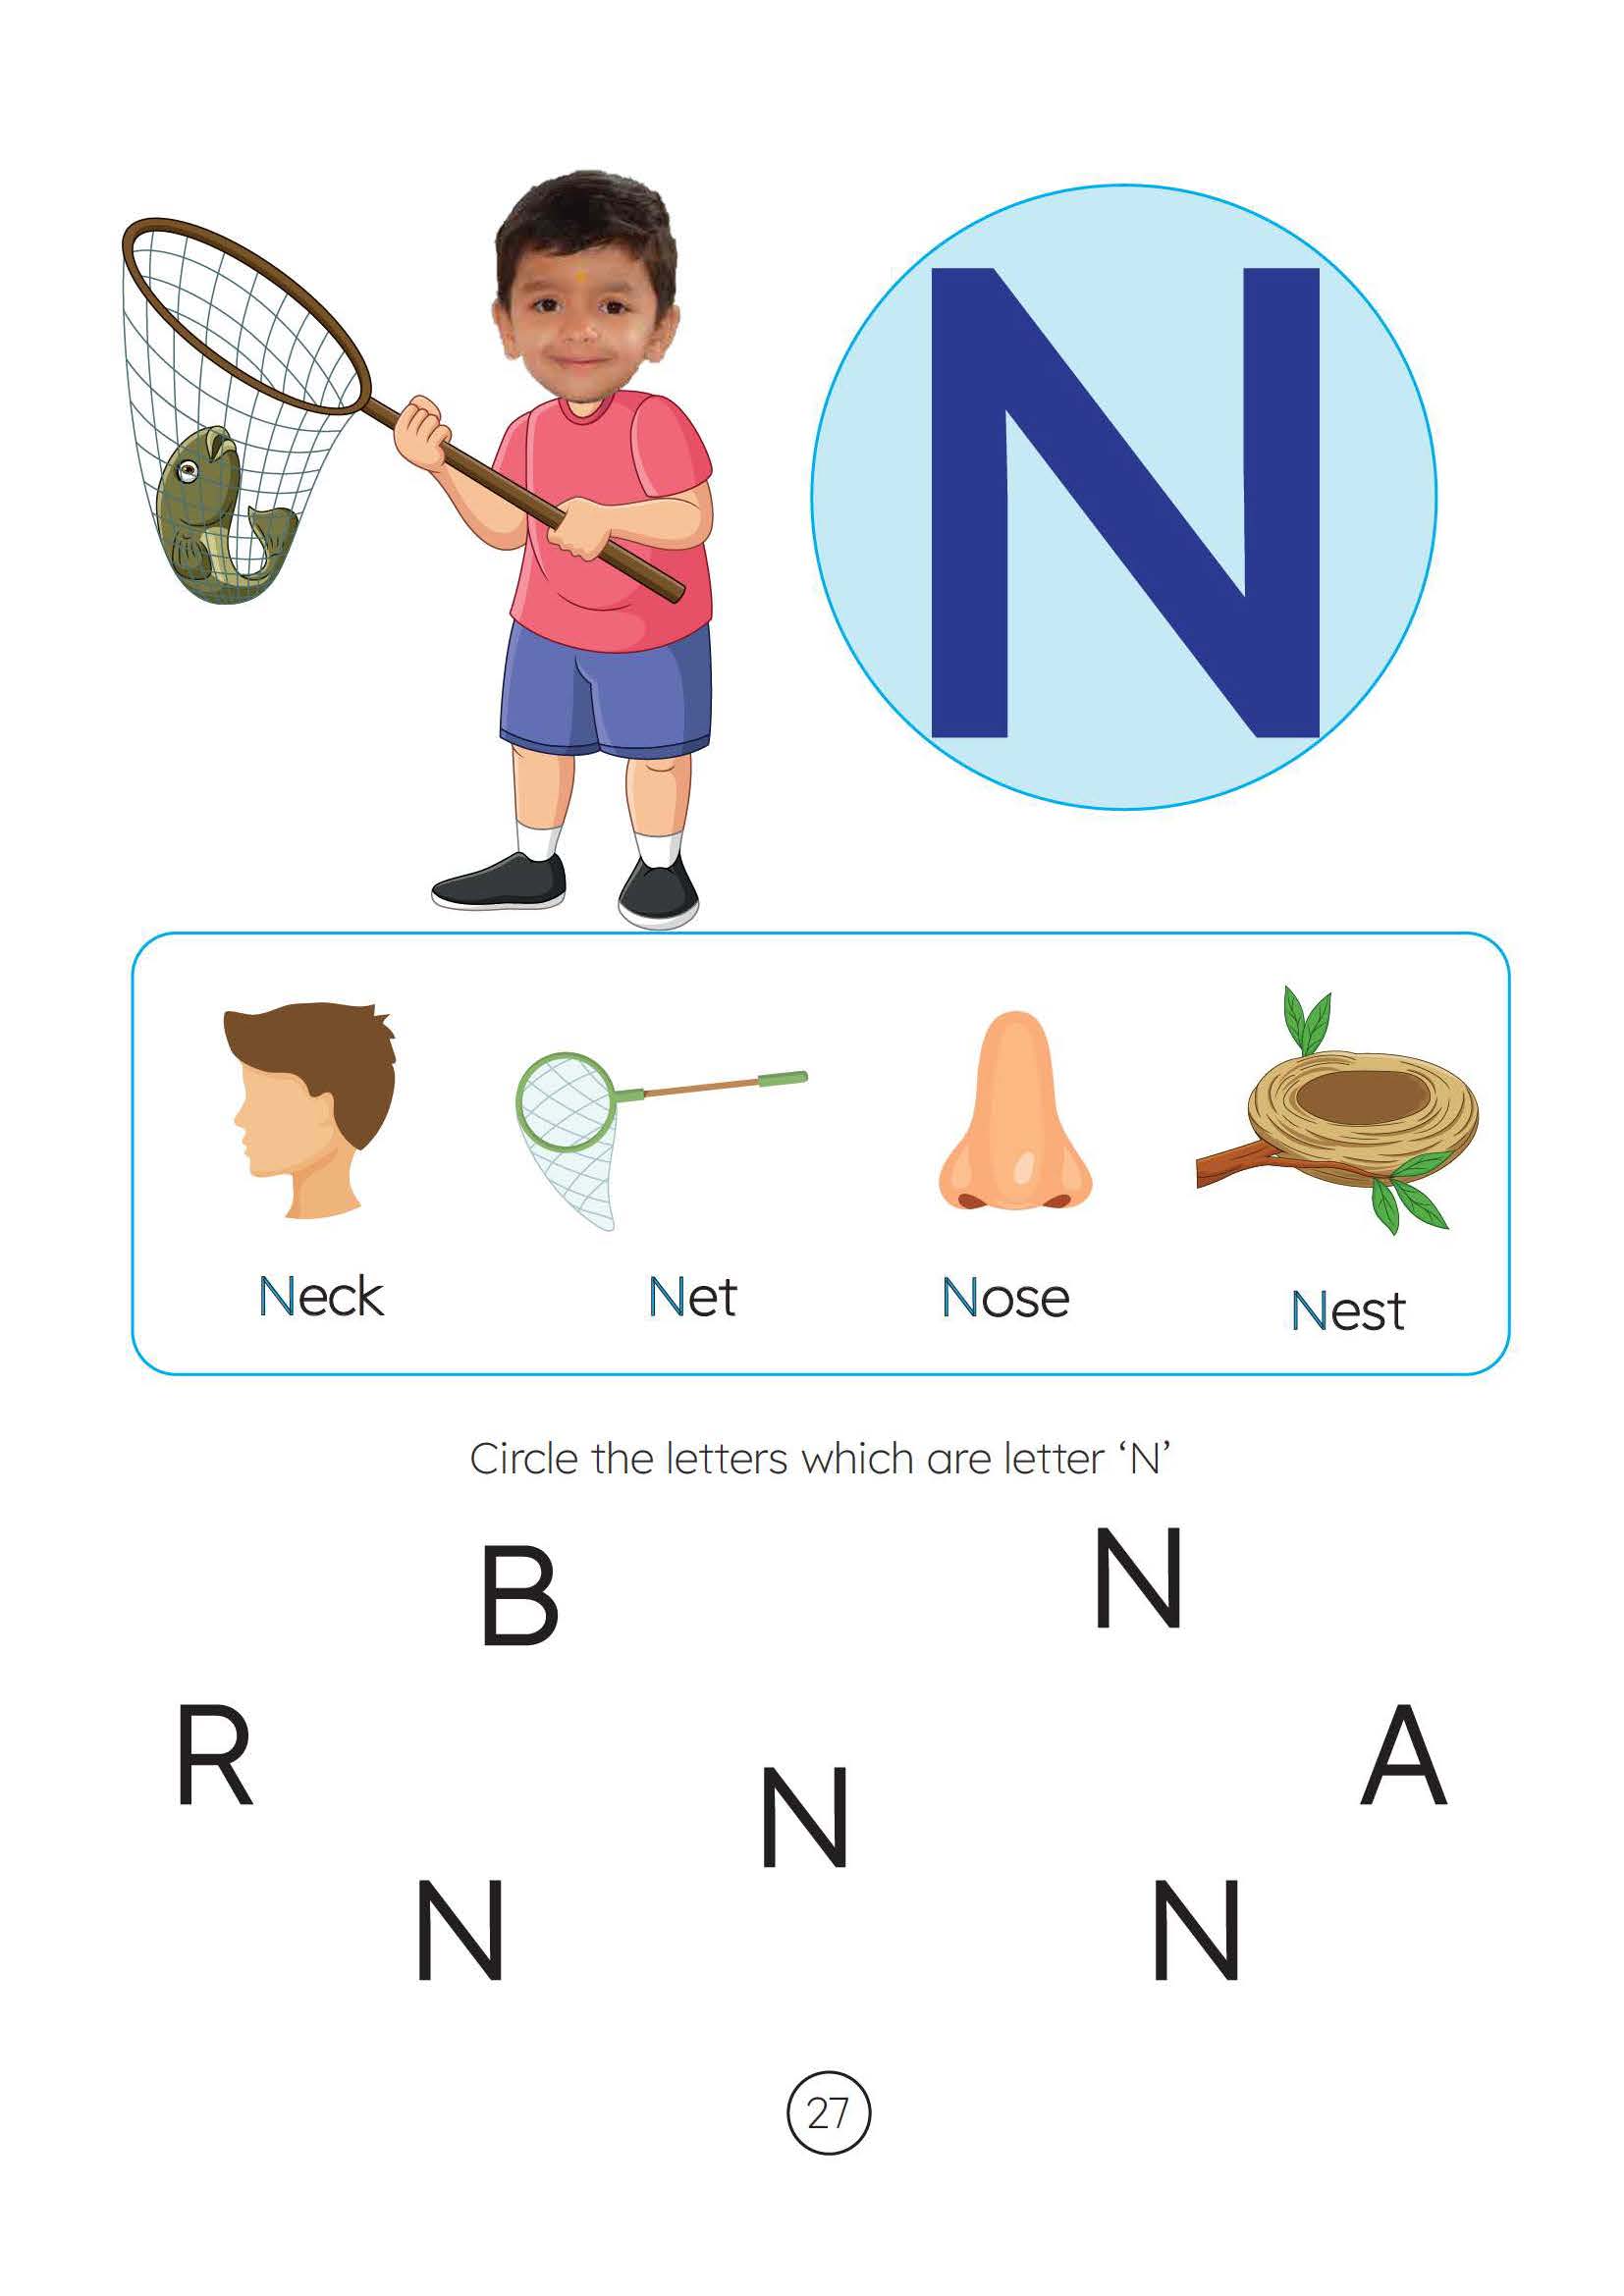 N
Neck Net Nose Nest
Circle the letters which are letter ‘N’
B N
R N A
N N
27